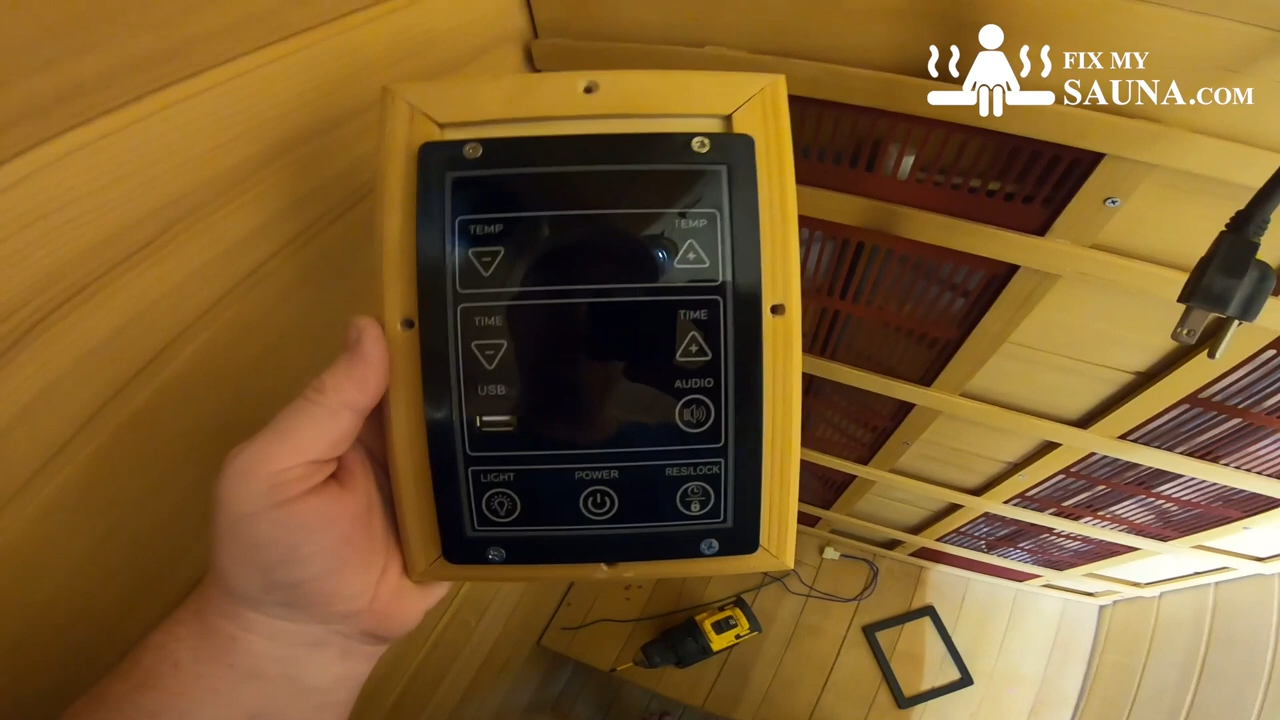 FIX MY
SAUNA.COM
TEMP TEMP
TIME TIME
USB AUDIO
LIGHT POWER RES/LOCK